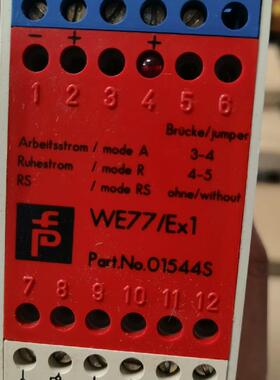 − + +
1 2 3 4 5 6
Brücke/jumper
Arbeitsstrom / mode A 3-4
Ruhestrom / mode R 4-5
RS / mode RS ohne/without
WE77/Ex1
Part.No.01544S
7 8 9 10 11 12